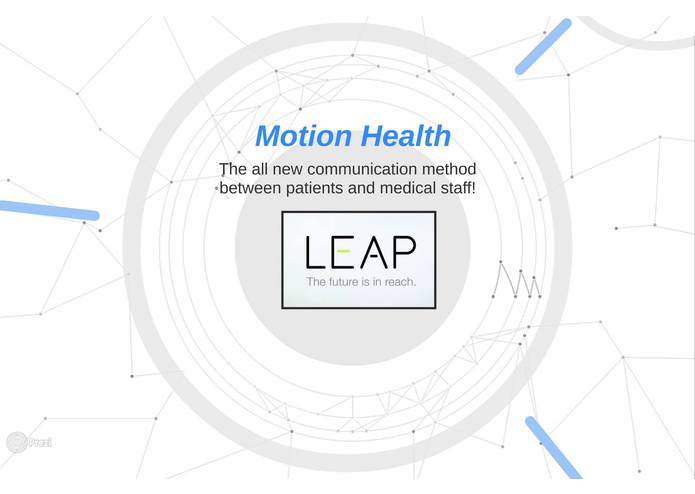 Motion Health
The all new communication method
between patients and medical staff!
LEAP
The future is in reach.
Prezi